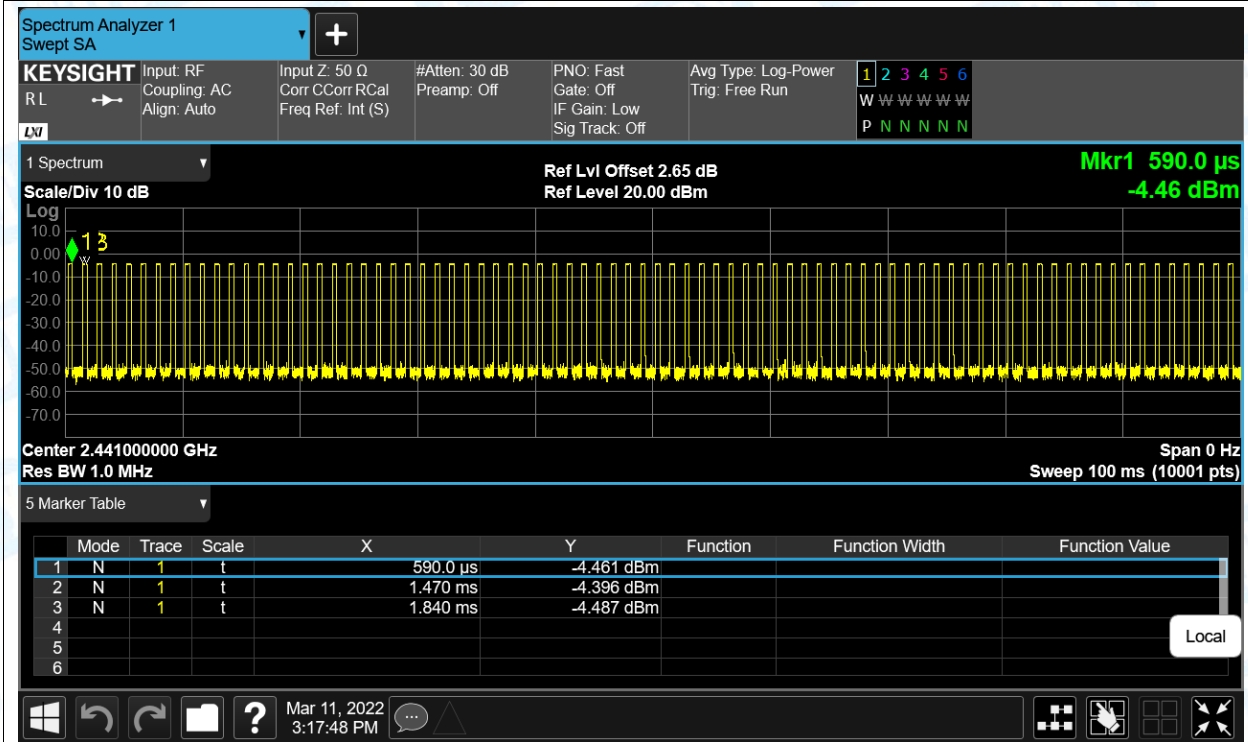 Spectrum Analyzer 1
Swept SA
+
KEYSIGHT
R L
LXI
Input: RF
Coupling: AC
Align: Auto
Input Z: 50 Ω
Corr CCorr RCal
Freq Ref: Int (S)
#Atten: 30 dB
Preamp: Off
PNO: Fast
Gate: Off
IF Gain: Low
Sig Track: Off
Avg Type: Log-Power
Trig: Free Run
1 2 3 4 5 6
W W W W W W
P N N N N N
1 Spectrum
Scale/Div 10 dB
Ref Lvl Offset 2.65 dB
Ref Level 20.00 dBm
Mkr1 590.0 µs
-4.46 dBm
Log
10.0
0.00
-10.0
-20.0
-30.0
-40.0
-50.0
-60.0
-70.0
1 3
Center 2.441000000 GHz
Res BW 1.0 MHz
Span 0 Hz
Sweep 100 ms (10001 pts)
5 Marker Table
Mode Trace Scale X Y Function Function Width Function Value
1 N 1 t 590.0 µs -4.461 dBm
2 N 1 t 1.470 ms -4.396 dBm
3 N 1 t 1.840 ms -4.487 dBm
4
5
6
Local
?
Mar 11, 2022
3:17:48 PM